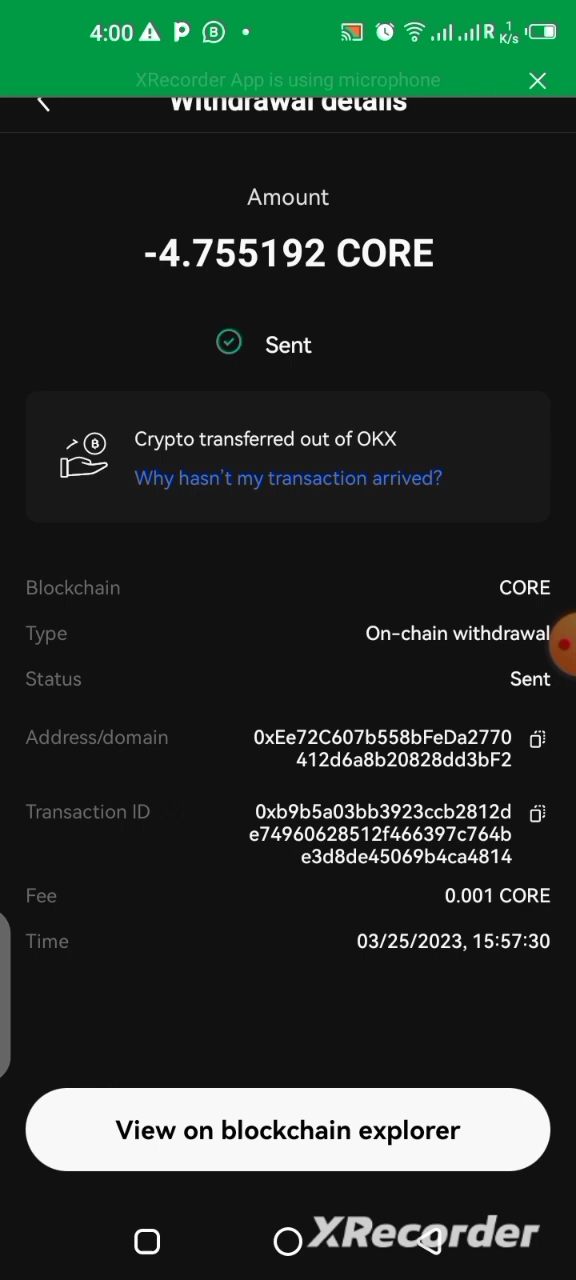 4:00
R 1 K/s
XRecorder App is using microphone
Withdrawal details
Amount
-4.755192 CORE
Sent
Crypto transferred out of OKX
Why hasn't my transaction arrived?
Blockchain CORE
Type On-chain withdrawal
Status Sent
Address/domain 0xEe72C607b558bFeDa2770
412d6a8b20828dd3bF2
Transaction ID 0xb9b5a03bb3923ccb2812d
e74960628512f466397c764b
e3d8de45069b4ca4814
Fee 0.001 CORE
Time 03/25/2023, 15:57:30
View on blockchain explorer
XRecorder